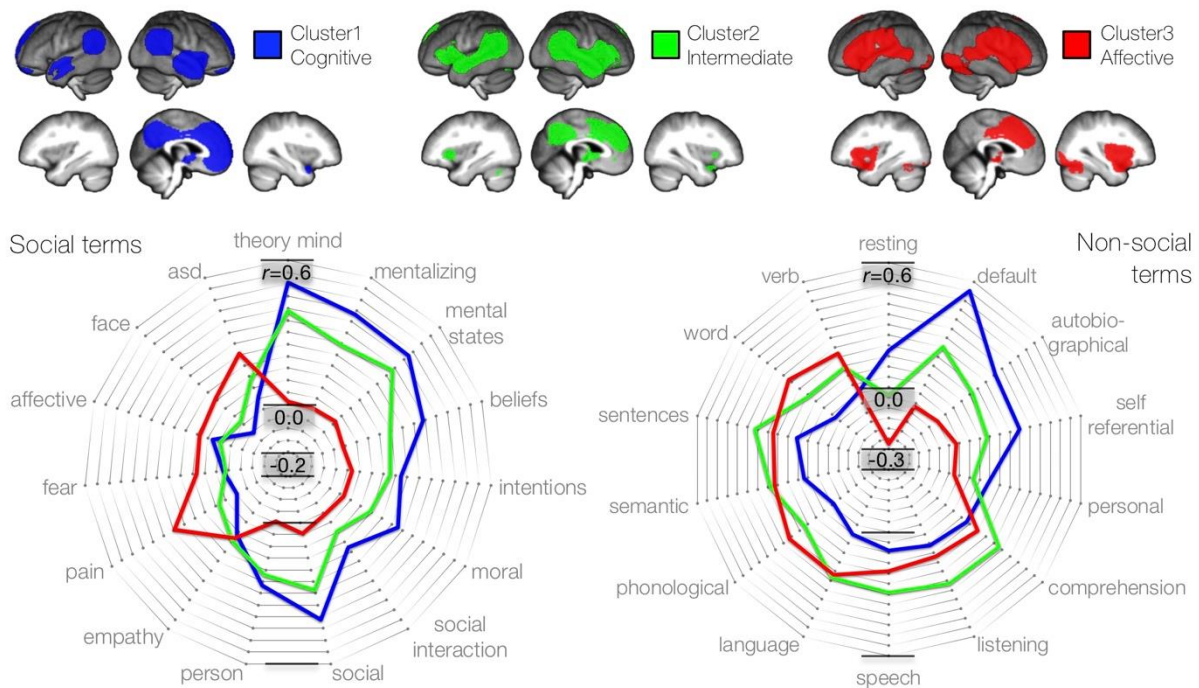 Cluster1
Cognitive
Cluster2
Intermediate
Cluster3
Affective
Social terms
theory mind
mentalizing
mental
states
beliefs
intentions
moral
social
interaction
social
person
empathy
pain
fear
affective
face
asd
r=0.6
0.0
-0.2
Non-social
terms
resting
default
autobio-
graphical
self
referential
personal
comprehension
listening
speech
language
phonological
semantic
sentences
word
verb
r=0.6
0.0
-0.3